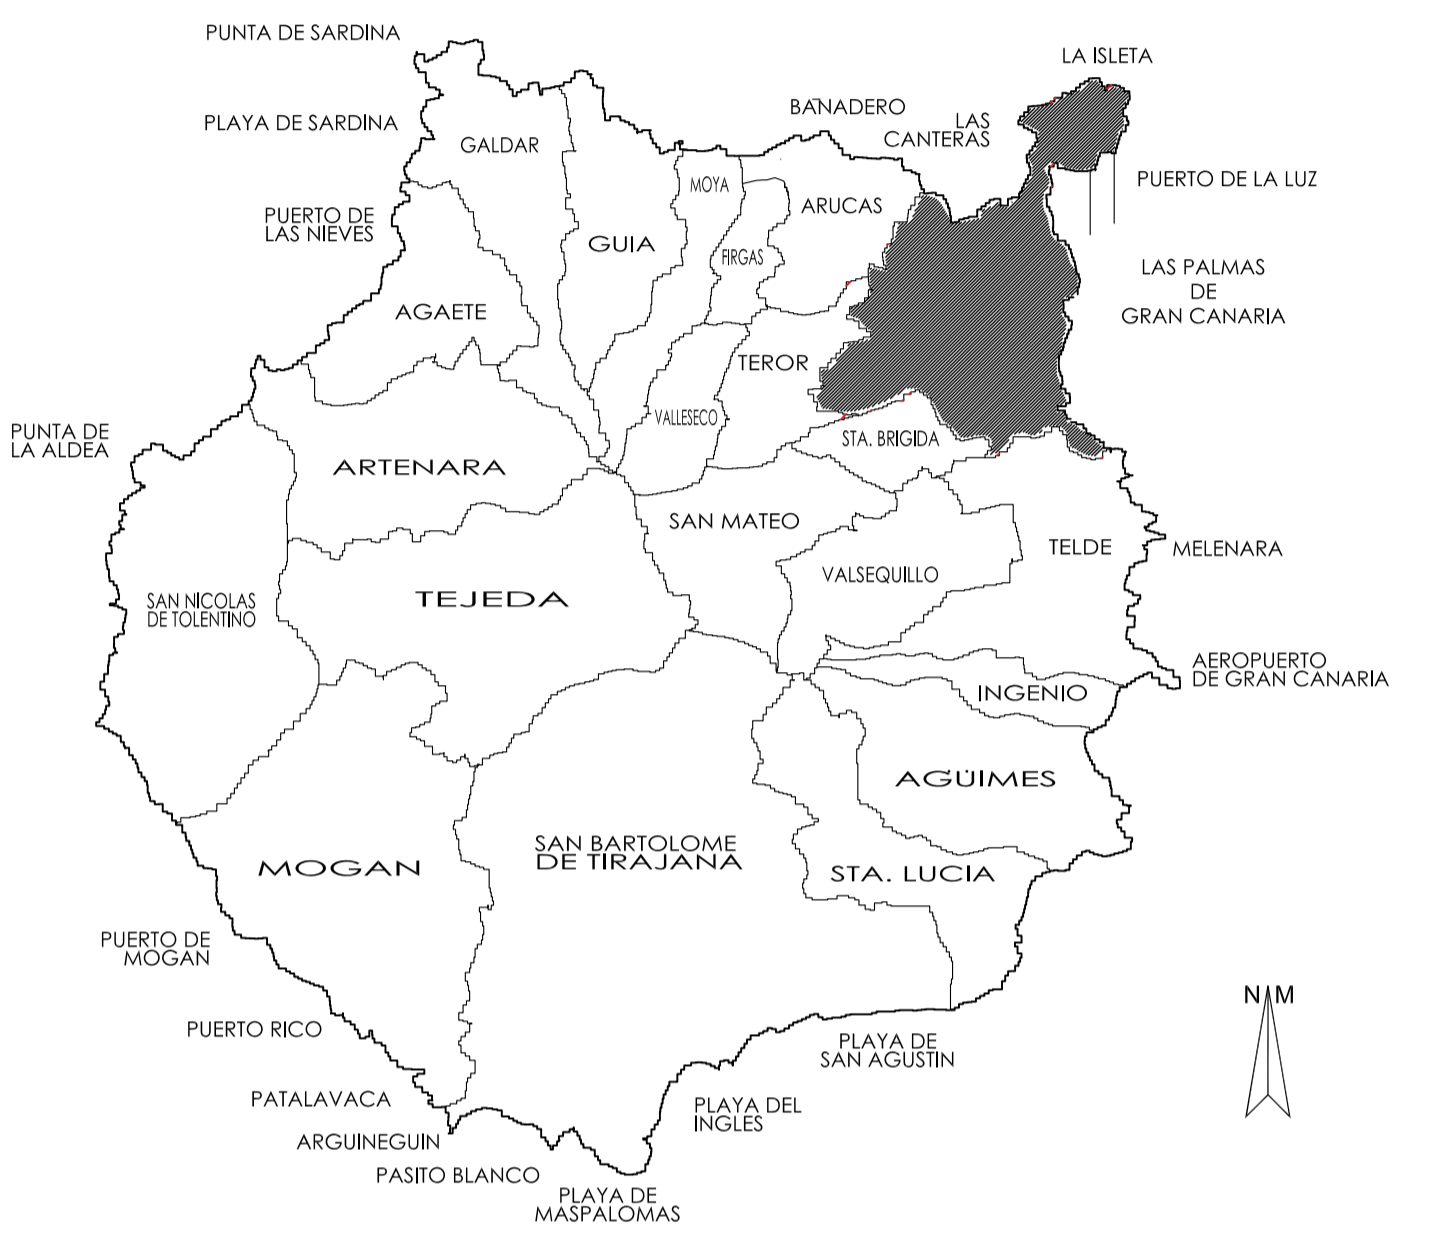 PUNTA DE SARDINA
LA ISLETA
BAÑADERO
LAS
CANTERAS
PLAYA DE SARDINA
GALDAR
MOYA
PUERTO DE LA LUZ
ARUCAS
PUERTO DE
LAS NIEVES
GUIA
FIRGAS
LAS PALMAS
DE
GRAN CANARIA
AGAETE
TEROR
VALLESECO
STA. BRIGIDA
PUNTA DE
LA ALDEA
ARTENARA
SAN MATEO
TELDE
MELENARA
VALSEQUILLO
SAN NICOLAS
DE TOLENTINO
TEJEDA
AEROPUERTO
DE GRAN CANARIA
INGENIO
AGÜIMES
SAN BARTOLOME
DE TIRAJANA
MOGAN
STA. LUCIA
PUERTO DE
MOGAN
N M
PUERTO RICO
PLAYA DE
SAN AGUSTIN
PATALAVACA
PLAYA DEL
INGLES
ARGUINEGUIN
PASITO BLANCO
PLAYA DE
MASPALOMAS